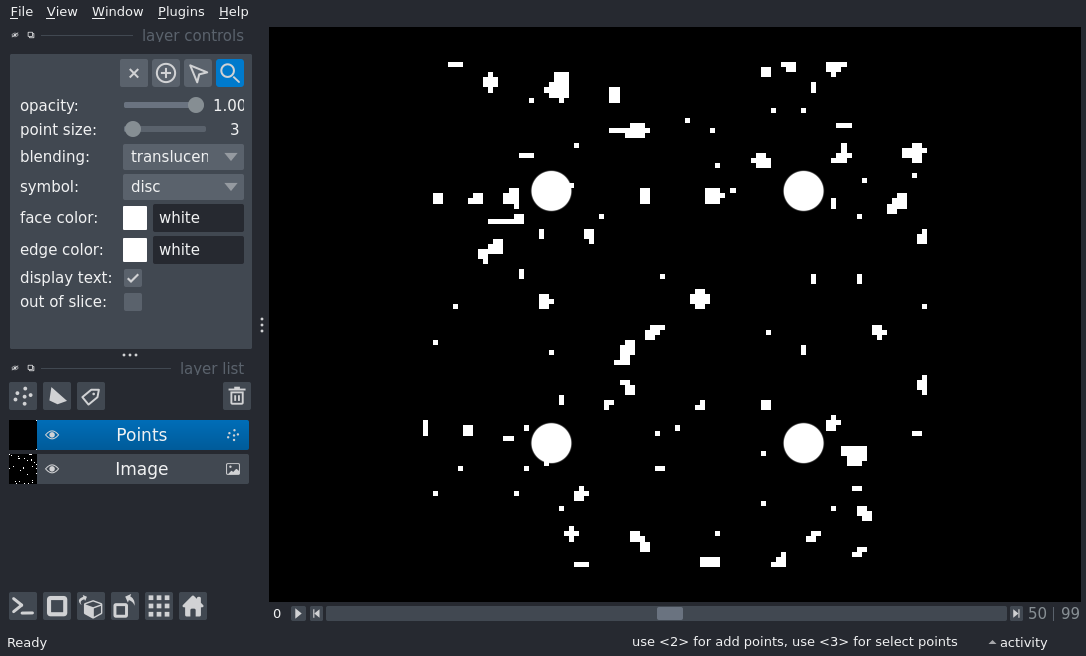 File View Window Plugins Help
layer controls
opacity: 1.00
point size: 3
blending: translucen
symbol: disc
face color: white
edge color: white
display text:
out of slice:
layer list
Points
Image
0 50 | 99
Ready use <2> for add points, use <3> for select points activity